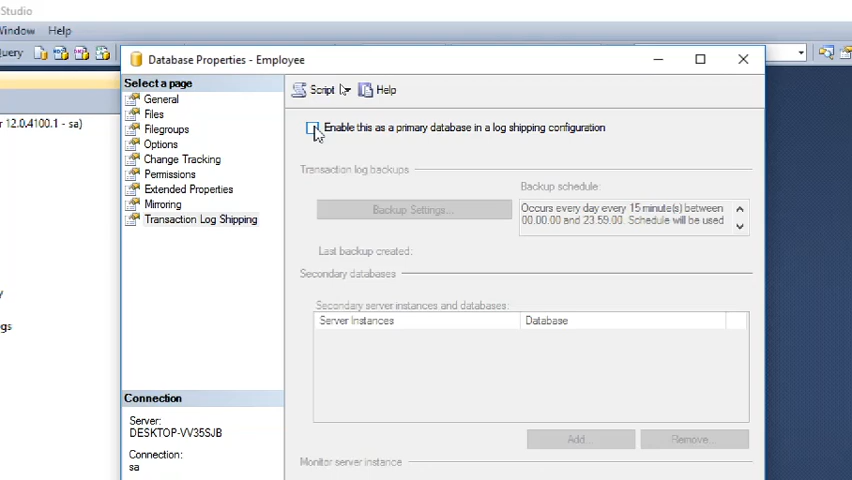 Studio
Window Help
Query
Database Properties - Employee
Select a page
Script Help
General
Files
Filegroups
Options
Change Tracking
Permissions
Extended Properties
Mirroring
Transaction Log Shipping
r 12.0.4100.1 - sa)
Enable this as a primary database in a log shipping configuration
Transaction log backups
Backup schedule:
Backup Settings...
Occurs every day every 15 minute(s) between
00.00.00 and 23.59.00. Schedule will be used
Last backup created:
Secondary databases
Secondary server instances and databases:
Server Instances Database
y
gs
Add... Remove...
Monitor server instance
Connection
Server:
DESKTOP-VV35SJB
Connection:
sa